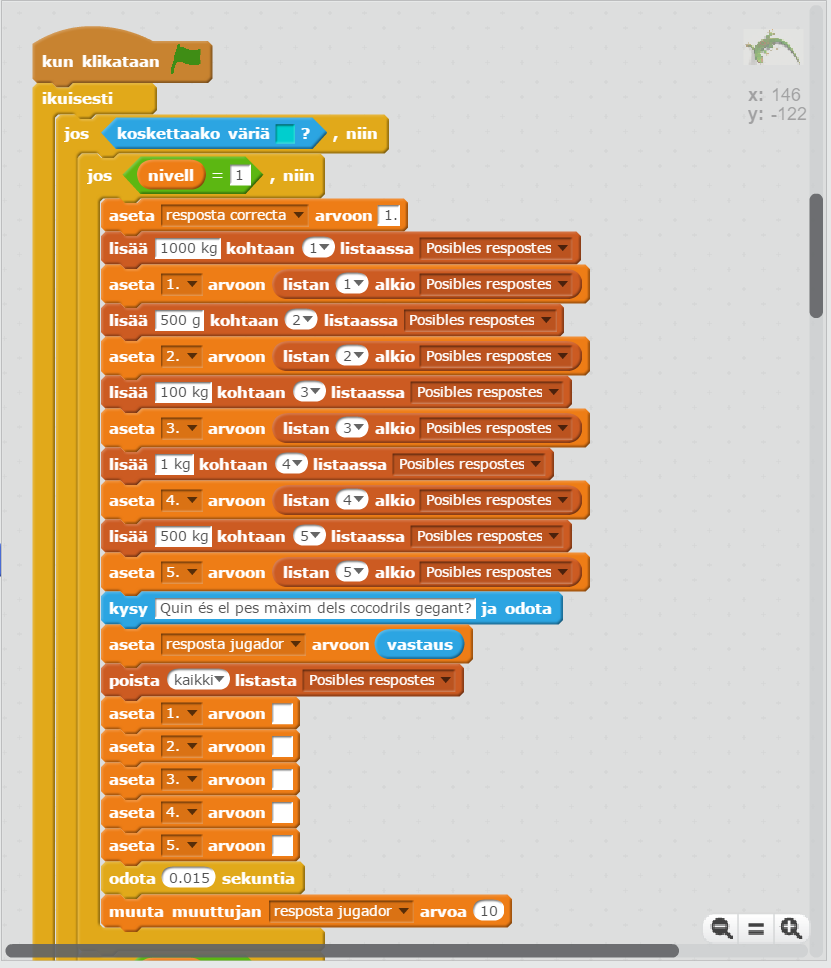 kun klikataan
x: 146
y: -122
ikuisesti
jos koskettaako väriä ? , niin
jos nivell = 1 , niin
aseta resposta correcta arvoon 1.
lisää 1000 kg kohtaan 1 listaassa Posibles respostes
aseta 1. arvoon listan 1 alkio Posibles respostes
lisää 500 g kohtaan 2 listaassa Posibles respostes
aseta 2. arvoon listan 2 alkio Posibles respostes
lisää 100 kg kohtaan 3 listaassa Posibles respostes
aseta 3. arvoon listan 3 alkio Posibles respostes
lisää 1 kg kohtaan 4 listaassa Posibles respostes
aseta 4. arvoon listan 4 alkio Posibles respostes
lisää 500 kg kohtaan 5 listaassa Posibles respostes
aseta 5. arvoon listan 5 alkio Posibles respostes
kysy Quin és el pes màxim dels cocodrils gegant? ja odota
aseta resposta jugador arvoon vastaus
poista kaikki listasta Posibles respostes
aseta 1. arvoon
aseta 2. arvoon
aseta 3. arvoon
aseta 4. arvoon
aseta 5. arvoon
odota 0.015 sekuntia
muuta muuttujan resposta jugador arvoa 10